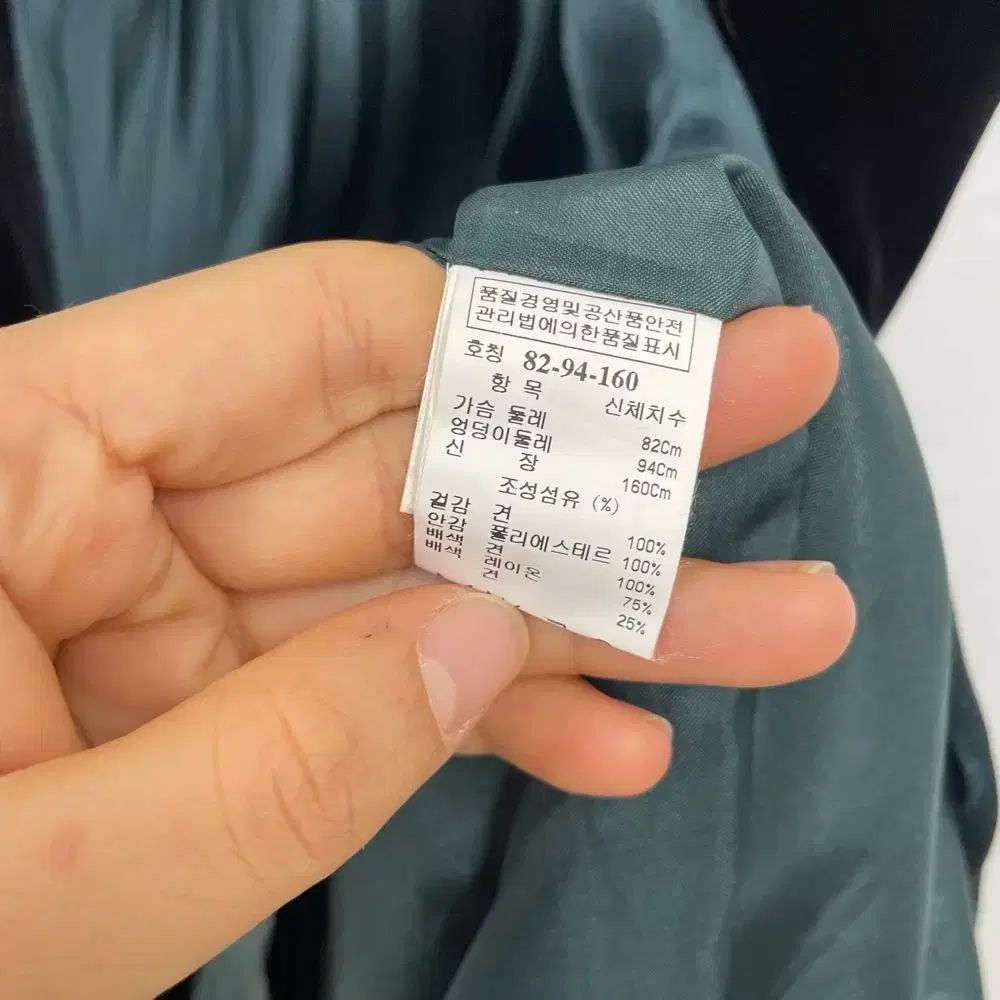 품질경영및공산품안전
관리법에의한품질표시
호칭 82-94-160
항 목 신체치수
가슴 둘레 82Cm
엉덩이둘레 94Cm
신 장 160Cm
조성섬유 (%)
겉감 견 100%
안감 폴리에스테르 100%
배색 견 100%
배색 레이온 75%
견 25%